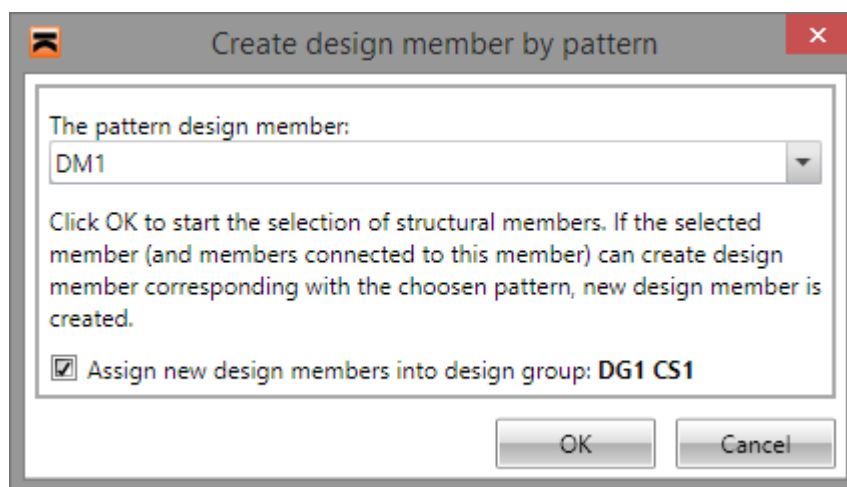 Create design member by pattern
The pattern design member:
DM1
Click OK to start the selection of structural members. If the selected
member (and members connected to this member) can create design
member corresponding with the choosen pattern, new design member is
created.
Assign new design members into design group: DG1 CS1
OK
Cancel